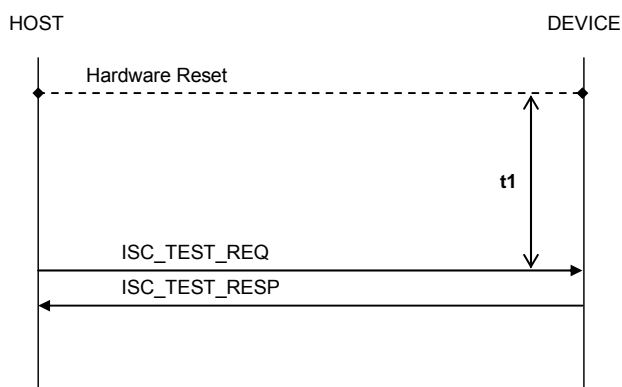 HOST
DEVICE
Hardware Reset
t1
ISC_TEST_REQ
ISC_TEST_RESP